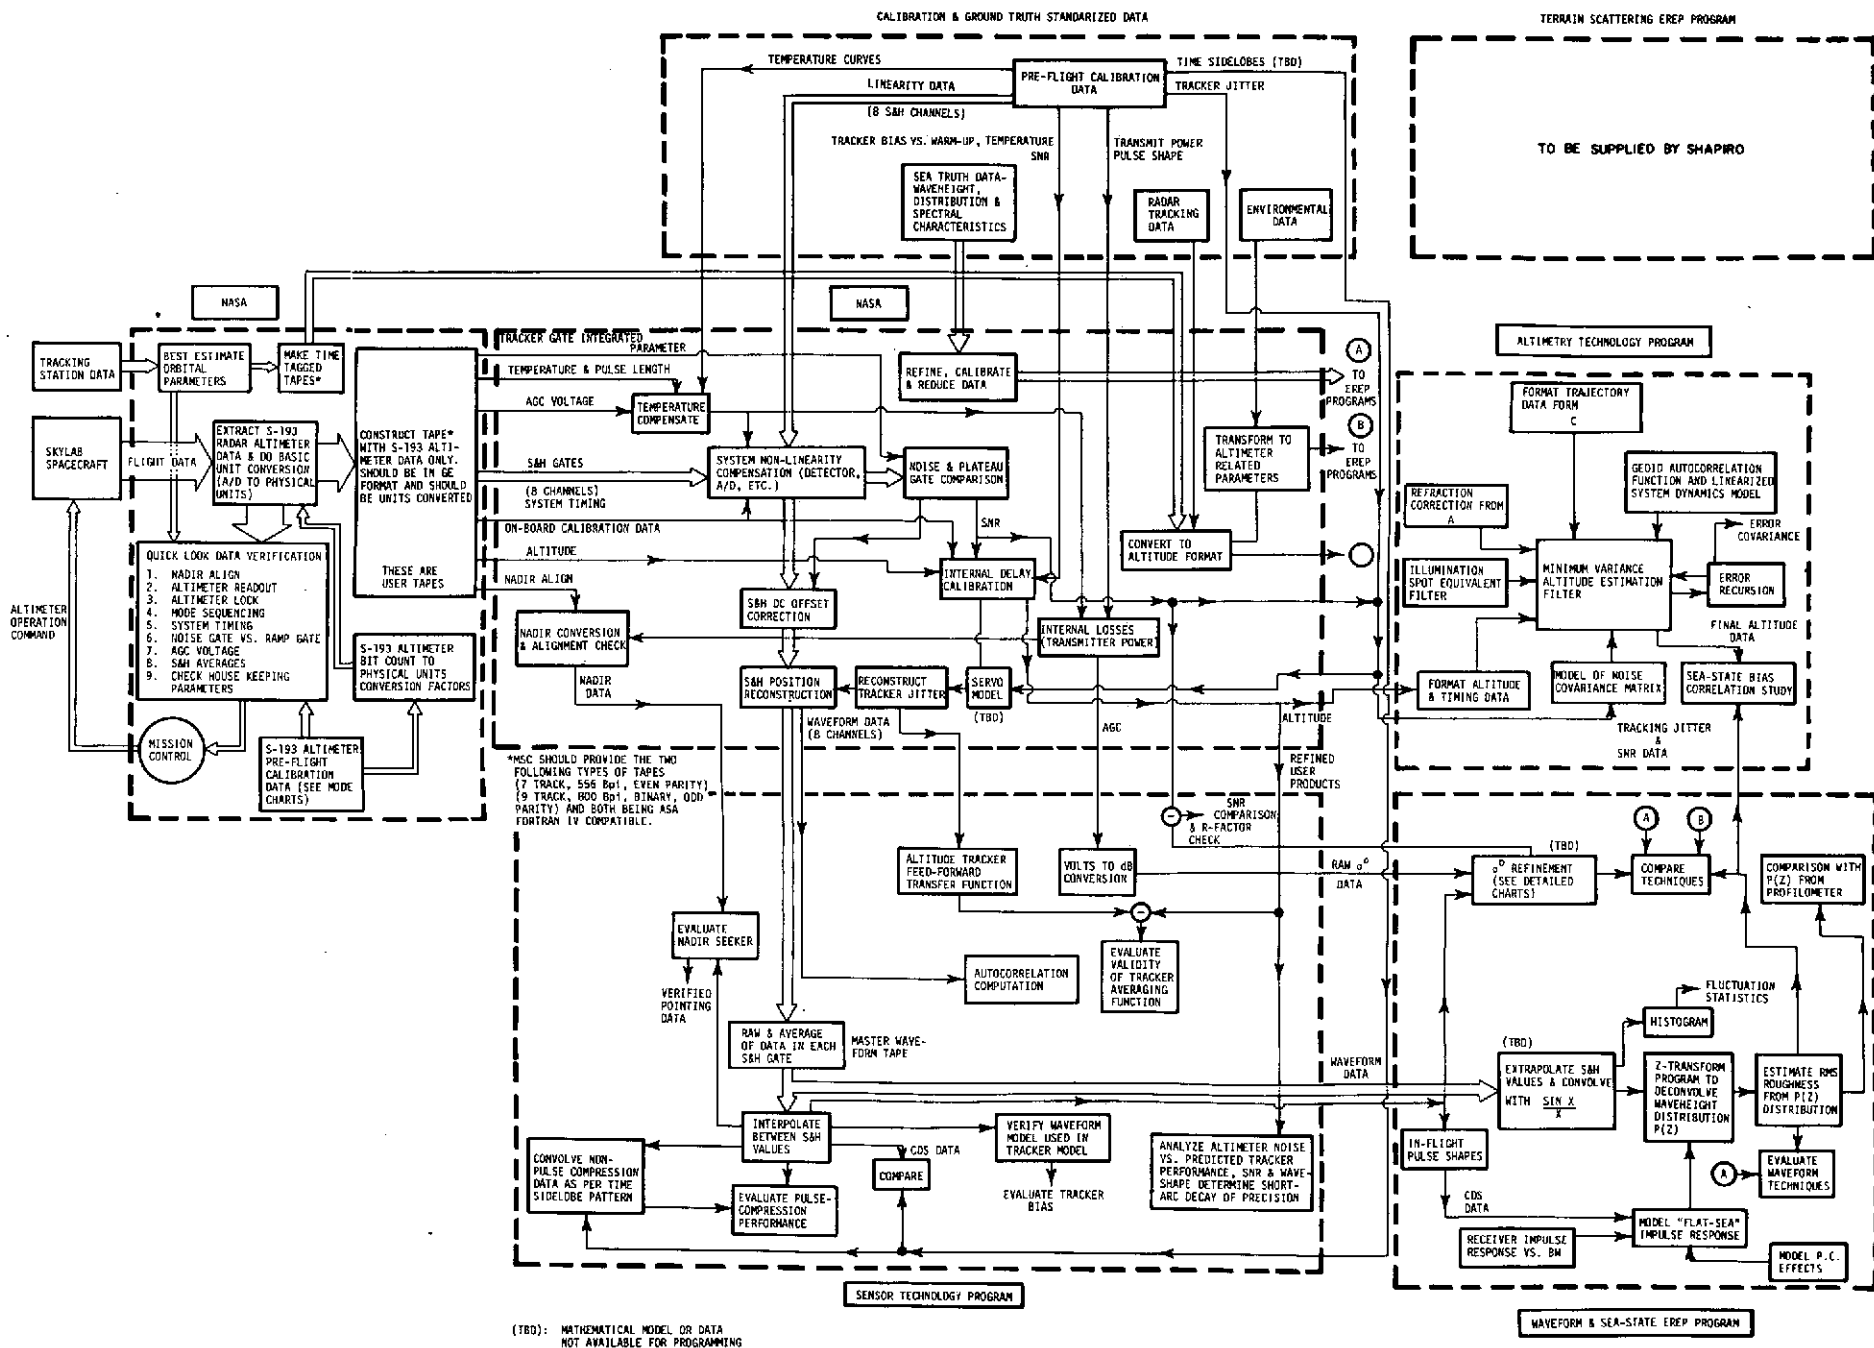 CALIBRATION & GROUND TRUTH STANDARIZED DATA
TERRAIN SCATTERING EREP PROGRAM
TEMPERATURE CURVES
LINEARITY DATA
(8 S&H CHANNELS)
PRE-FLIGHT CALIBRATION
DATA
TIME SIDELOBES (TBD)
TRACKER JITTER
TRACKER BIAS VS. WARM-UP, TEMPERATURE
SNR
TRANSMIT POWER
PULSE SHAPE
SEA TRUTH DATA-
WAVEHEIGHT,
DISTRIBUTION &
SPECTRAL
CHARACTERISTICS
RADAR
TRACKING
DATA
ENVIRONMENTAL
DATA
TO BE SUPPLIED BY SHAPIRO
NASA
NASA
TRACKING
STATION DATA
BEST ESTIMATE
ORBITAL
PARAMETERS
MAKE TIME
TAGGED
TAPES*
SKYLAB
SPACECRAFT
FLIGHT DATA
EXTRACT S-193
RADAR ALTIMETER
DATA & DO BASIC
UNIT CONVERSION
(A/D TO PHYSICAL
UNITS)
CONSTRUCT TAPE*
WITH S-193 ALTI-
METER DATA ONLY.
SHOULD BE IN GE
FORMAT AND SHOULD
BE UNITS CONVERTED
THESE ARE
USER TAPES
QUICK LOOK DATA VERIFICATION
1. NADIR ALIGN
2. ALTIMETER READOUT
3. ALTIMETER LOCK
4. MODE SEQUENCING
5. SYSTEM TIMING
6. NOISE GATE VS. RAMP GATE
7. AGC VOLTAGE
8. S&H AVERAGES
9. CHECK HOUSE KEEPING
PARAMETERS
ALTIMETER
OPERATION
COMMAND
S-193 ALTIMETER
BIT COUNT TO
PHYSICAL UNITS
CONVERSION FACTORS
MISSION
CONTROL
S-193 ALTIMETER
PRE-FLIGHT
CALIBRATION
DATA (SEE MODE
CHARTS)
TRACKER GATE INTEGRATED
PARAMETER
TEMPERATURE & PULSE LENGTH
AGC VOLTAGE
TEMPERATURE
COMPENSATE
REFINE, CALIBRATE
& REDUCE DATA
A
TO
EREP
PROGRAMS
B
TO
EREP
PROGRAMS
S&H GATES
(8 CHANNELS)
SYSTEM TIMING
SYSTEM NON-LINEARITY
COMPENSATION (DETECTOR,
A/D, ETC.)
NOISE & PLATEAU
GATE COMPARISON
TRANSFORM TO
ALTIMETER
RELATED
PARAMETERS
ON-BOARD CALIBRATION DATA
SNR
CONVERT TO
ALTITUDE FORMAT
ALTITUDE
NADIR ALIGN
INTERNAL DELAY
CALIBRATION
S&H DC OFFSET
CORRECTION
NADIR CONVERSION
& ALIGNMENT CHECK
INTERNAL LOSSES
(TRANSMITTER POWER)
NADIR
DATA
S&H POSITION
RECONSTRUCTION
RECONSTRUCT
TRACKER JITTER
SERVO
MODEL
(TBD)
WAVEFORM DATA
(8 CHANNELS)
AGC
ALTITUDE
*MSC SHOULD PROVIDE THE TWO
FOLLOWING TYPES OF TAPES
(7 TRACK, 556 Bpi, EVEN PARITY)
(9 TRACK, 800 Bpi, BINARY, ODD
PARITY) AND BOTH BEING ASA
FORTRAN IV COMPATIBLE.
REFINED
USER
PRODUCTS
ALTIMETRY TECHNOLOGY PROGRAM
FORMAT TRAJECTORY
DATA FORM
C
GEOID AUTOCORRELATION
FUNCTION AND LINEARIZED
SYSTEM DYNAMICS MODEL
REFRACTION
CORRECTION FROM
A
ERROR
COVARIANCE
ILLUMINATION
SPOT EQUIVALENT
FILTER
MINIMUM VARIANCE
ALTITUDE ESTIMATION
FILTER
ERROR
RECURSION
FINAL ALTITUDE
DATA
FORMAT ALTITUDE
& TIMING DATA
MODEL OF NOISE
COVARIANCE MATRIX
SEA-STATE BIAS
CORRELATION STUDY
TRACKING JITTER
&
SNR DATA
- SNR
COMPARISON
& R-FACTOR
CHECK
ALTITUDE TRACKER
FEED-FORWARD
TRANSFER FUNCTION
VOLTS TO dB
CONVERSION
RAW σ°
DATA
-
EVALUATE
NADIR SEEKER
VERIFIED
POINTING
DATA
AUTOCORRELATION
COMPUTATION
EVALUATE
VALIDITY
OF TRACKER
AVERAGING
FUNCTION
RAW & AVERAGE
OF DATA IN EACH
S&H GATE
MASTER WAVE-
FORM TAPE
WAVEFORM
DATA
INTERPOLATE
BETWEEN S&H
VALUES
CDS DATA
COMPARE
VERIFY WAVEFORM
MODEL USED IN
TRACKER MODEL
EVALUATE TRACKER
BIAS
ANALYZE ALTIMETER NOISE
VS. PREDICTED TRACKER
PERFORMANCE, SNR & WAVE-
SHAPE DETERMINE SHORT-
ARC DECAY OF PRECISION
CONVOLVE NON-
PULSE COMPRESSION
DATA AS PER TIME
SIDELOBE PATTERN
EVALUATE PULSE-
COMPRESSION
PERFORMANCE
SENSOR TECHNOLOGY PROGRAM
A
B
(TBD)
σ° REFINEMENT
(SEE DETAILED
CHARTS)
COMPARE
TECHNIQUES
COMPARISON WITH
P(Z) FROM
PROFILOMETER
FLUCTUATION
STATISTICS
HISTOGRAM
(TBD)
EXTRAPOLATE S&H
VALUES & CONVOLVE
WITH SIN X
X
Z-TRANSFORM
PROGRAM TO
DECONVOLVE
WAVEHEIGHT
DISTRIBUTION
P(Z)
ESTIMATE RMS
ROUGHNESS
FROM P(Z)
DISTRIBUTION
IN-FLIGHT
PULSE SHAPES
A
EVALUATE
WAVEFORM
TECHNIQUES
CDS
DATA
MODEL "FLAT-SEA"
IMPULSE RESPONSE
RECEIVER IMPULSE
RESPONSE VS. BW
MODEL P.C.
EFFECTS
WAVEFORM & SEA-STATE EREP PROGRAM
(TBD): MATHEMATICAL MODEL OR DATA
NOT AVAILABLE FOR PROGRAMMING